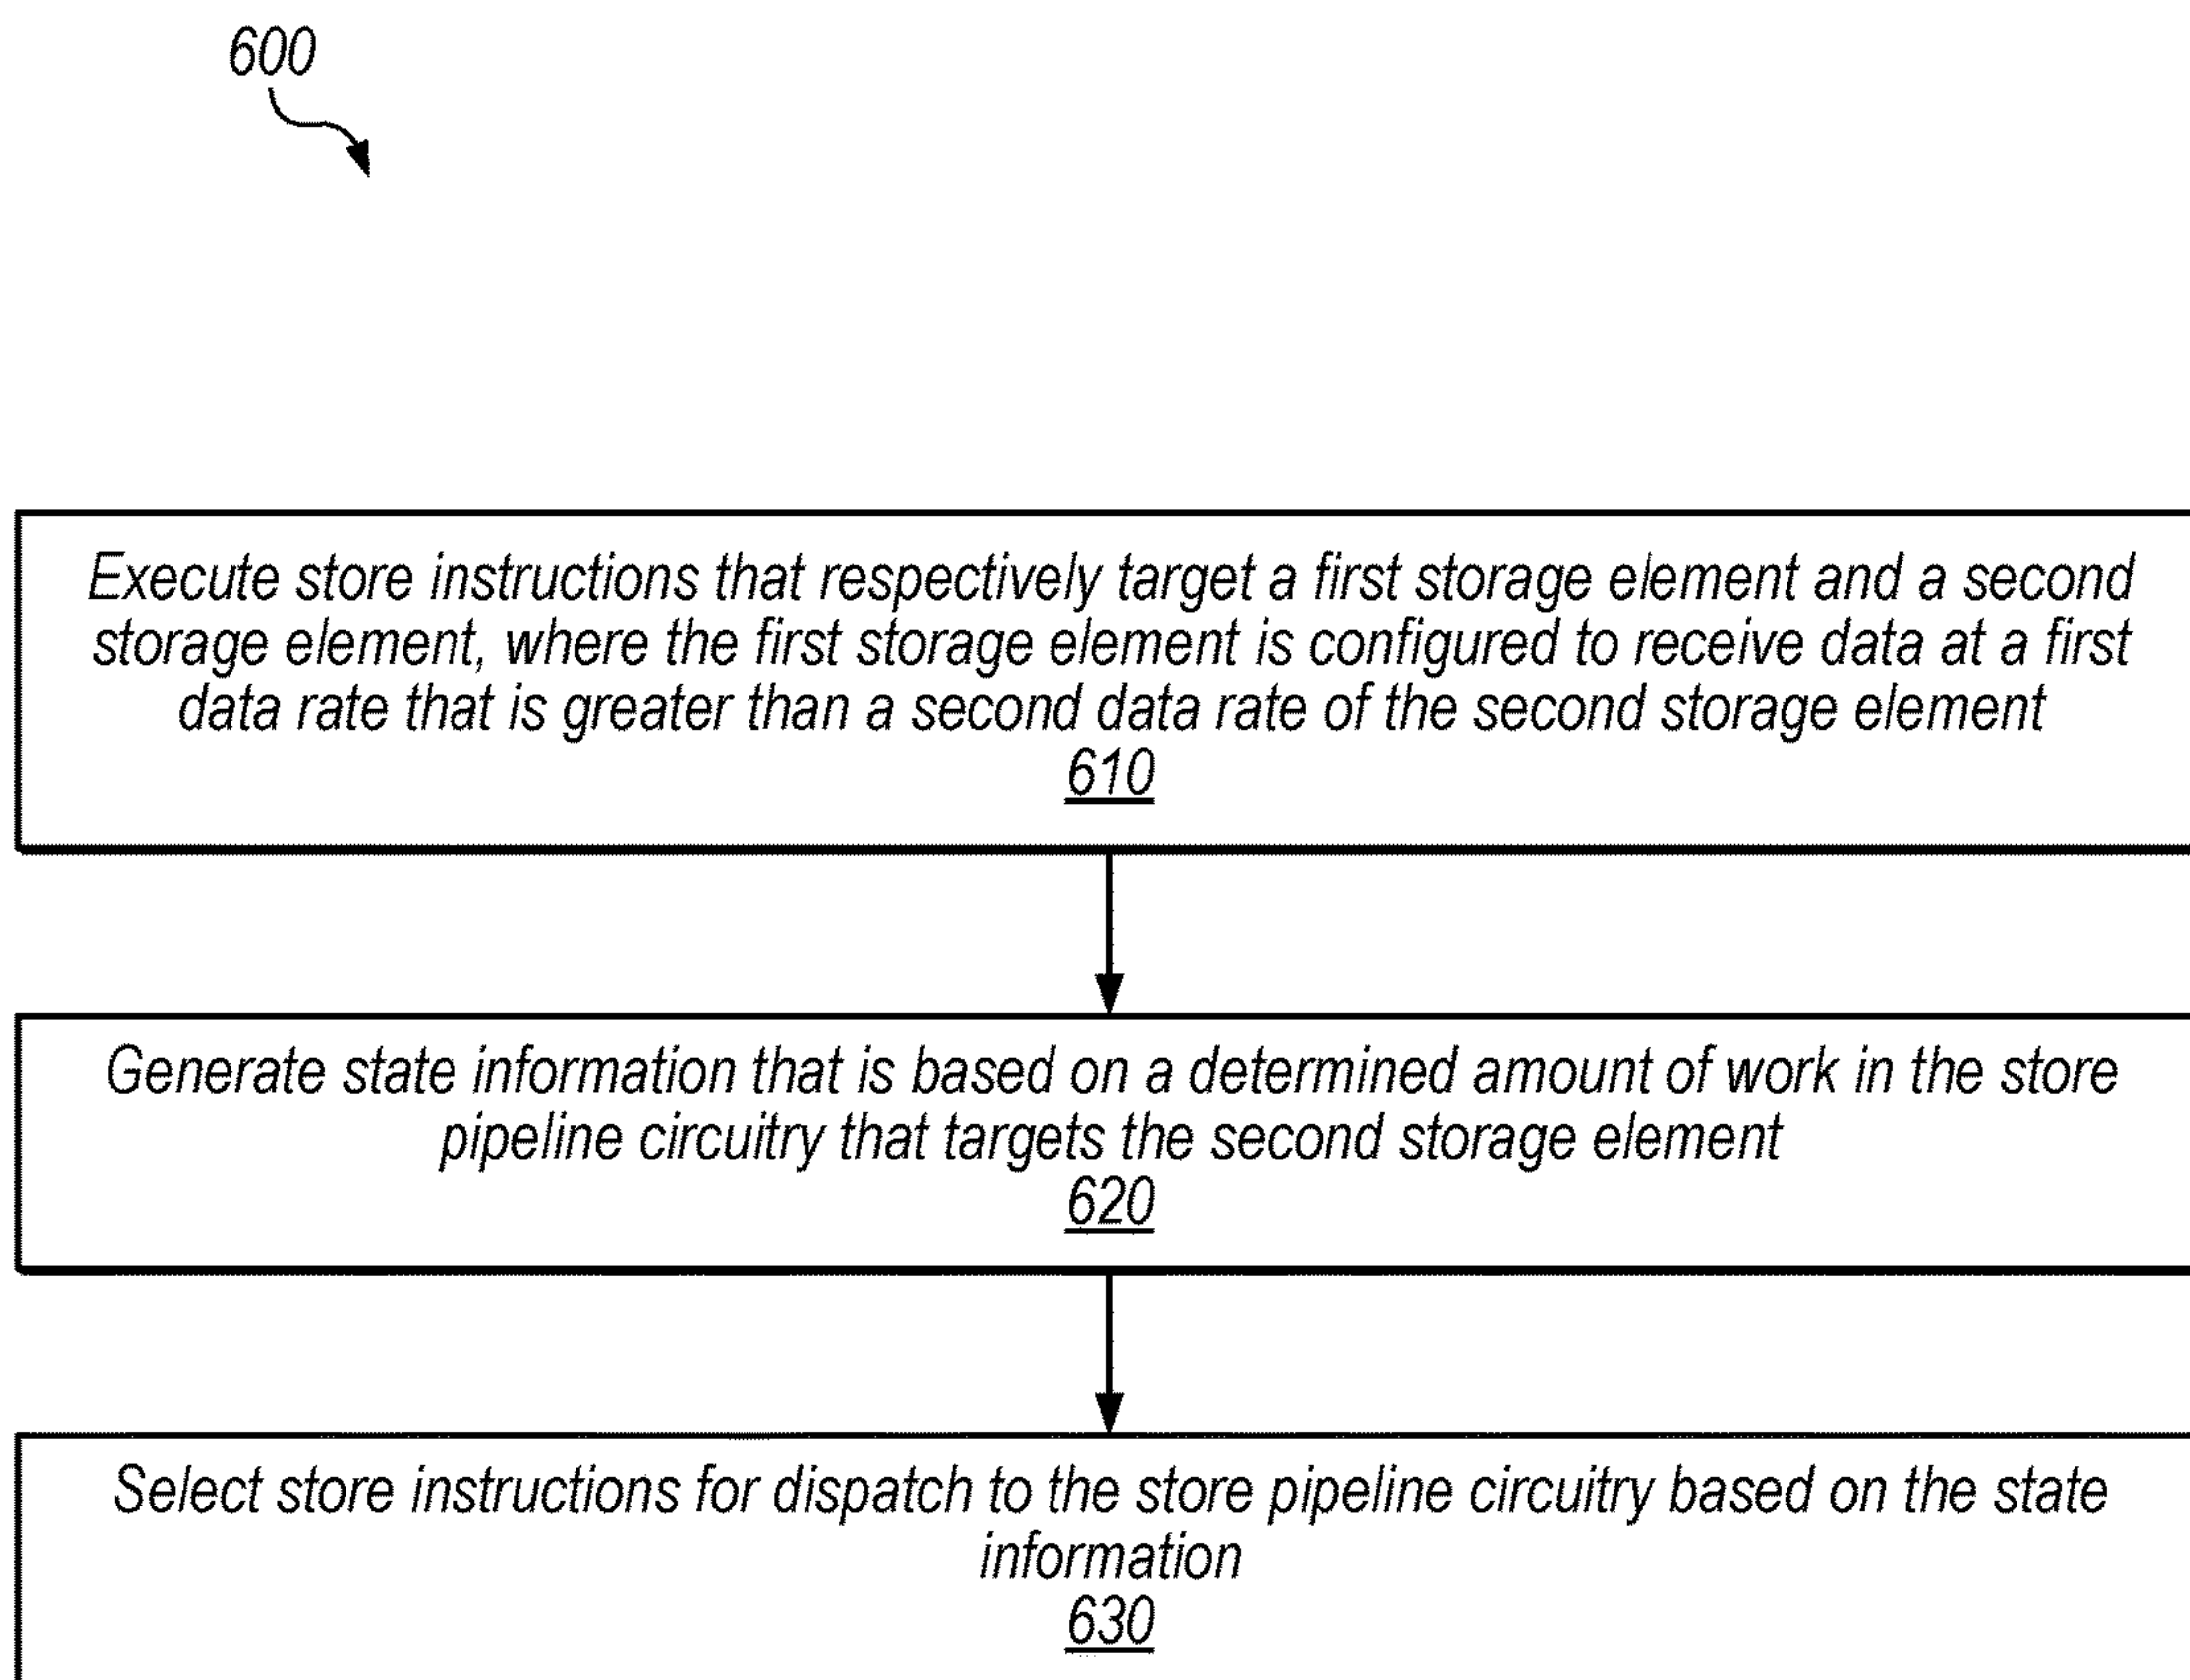 600
Execute store instructions that respectively target a first storage element and a second
storage element, where the first storage element is configured to receive data at a first
data rate that is greater than a second data rate of the second storage element
610
Generate state information that is based on a determined amount of work in the store
pipeline circuitry that targets the second storage element
620
Select store instructions for dispatch to the store pipeline circuitry based on the state
information
630